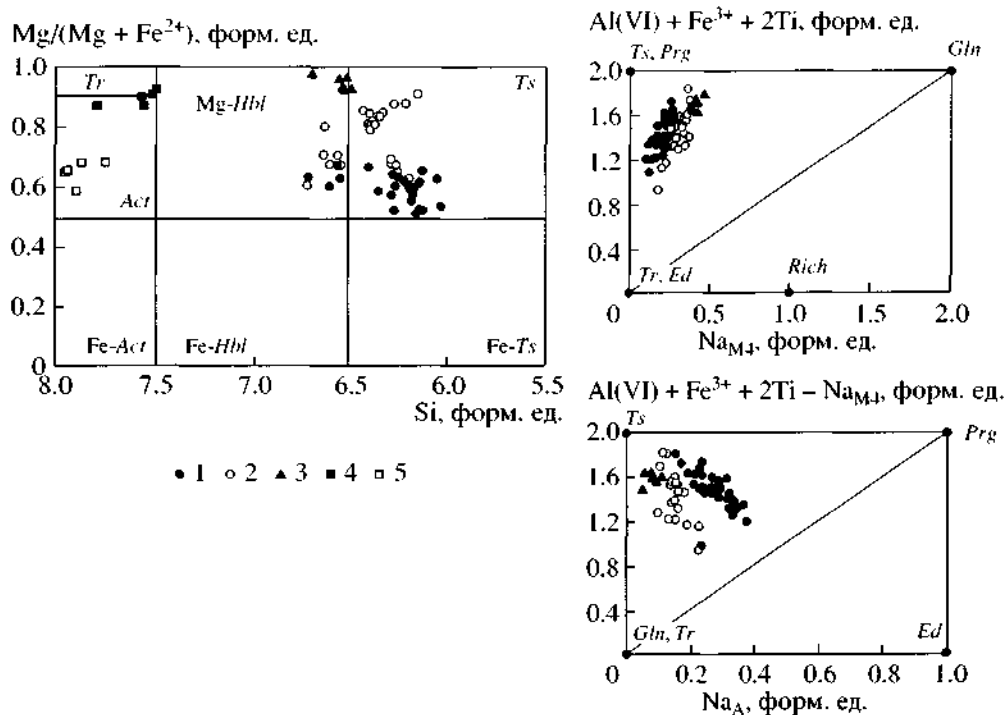 Mg/(Mg + Fe²⁺), форм. ед.
1.0
0.8
0.6
0.4
0.2
0
Tr
Mg-Hbl
Ts
Act
Fe-Act
Fe-Hbl
Fe-Ts
8.0 7.5 7.0 6.5 6.0 5.5
Si, форм. ед.
1 2 3 4 5
Al(VI) + Fe³⁺ + 2Ti, форм. ед.
Ts, Prg
Gln
2.0
1.6
1.2
0.8
0.4
Tr, Ed
Rich
0 0.5 1.0 2.0
Na_M4, форм. ед.
Al(VI) + Fe³⁺ + 2Ti – Na_M4, форм. ед.
Ts
Prg
2.0
1.6
1.2
0.8
0.4
Gln, Tr
Ed
0 0.2 0.4 0.6 0.8 1.0
Na_A, форм. ед.